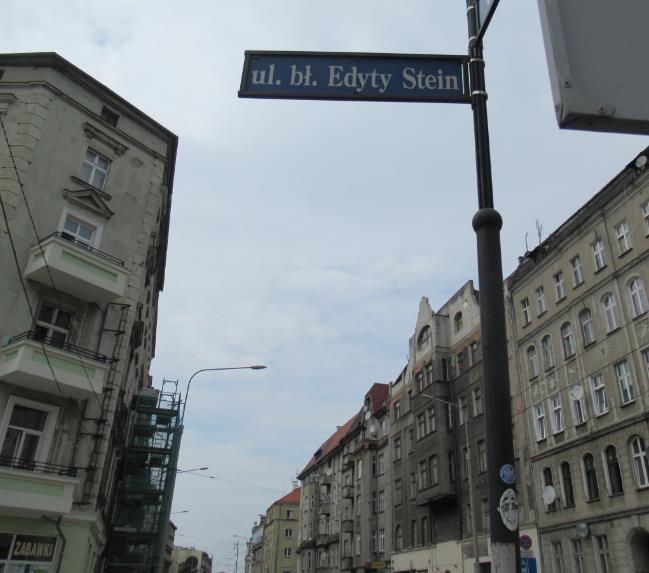 ul. bł. Edyty Stein
ZABAWKI